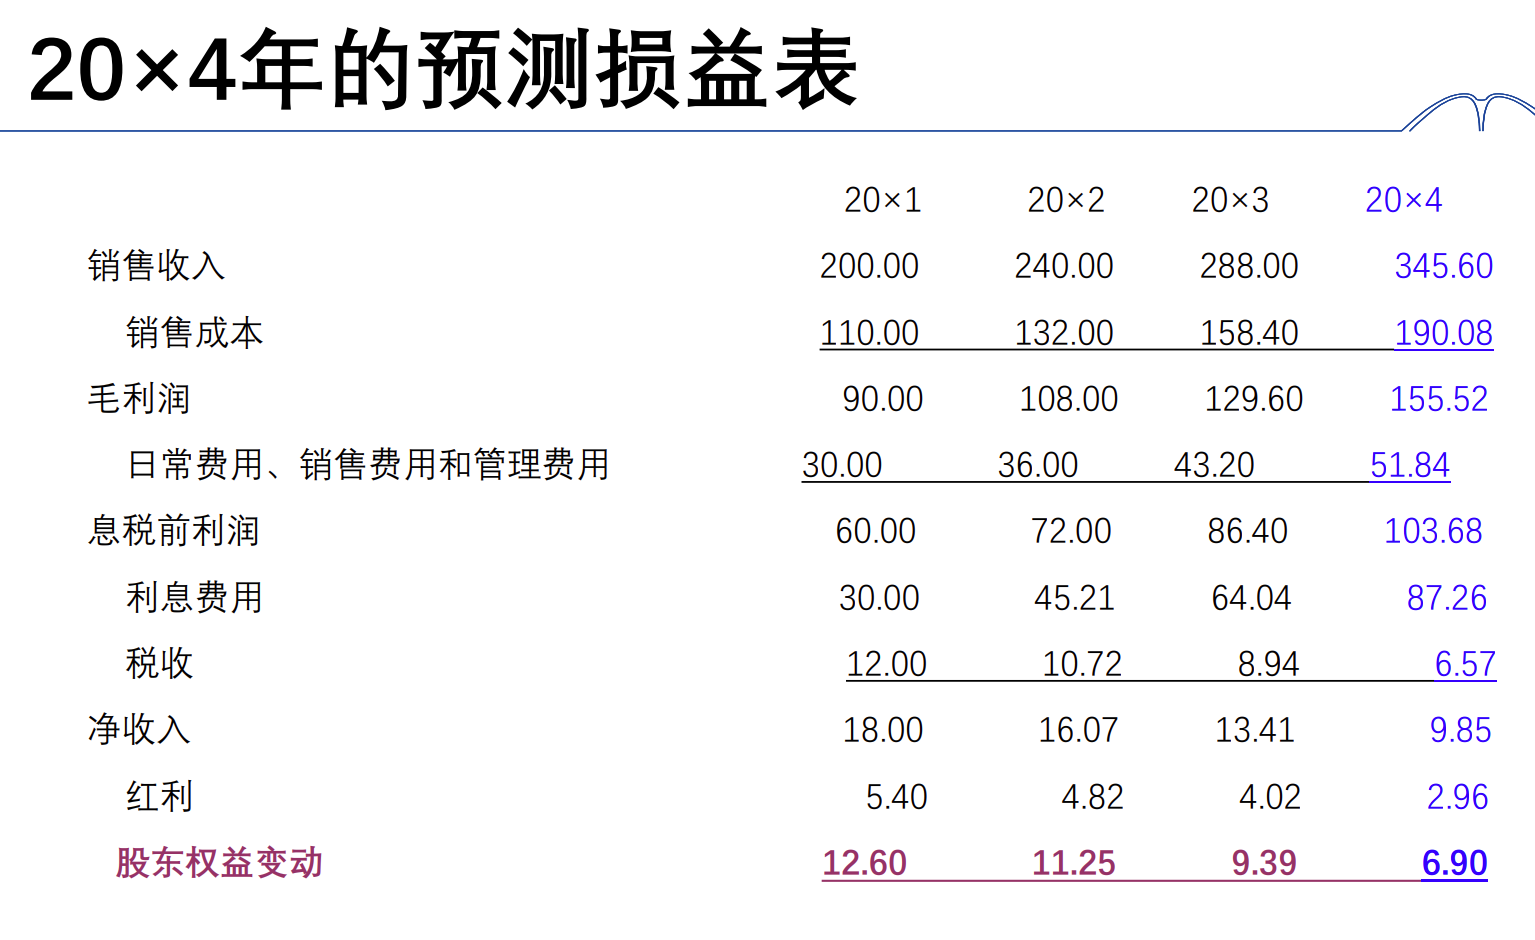 20×4年的预测损益表
20×1 20×2 20×3 20×4
销售收入 200.00 240.00 288.00 345.60
销售成本 110.00 132.00 158.40 190.08
毛利润 90.00 108.00 129.60 155.52
日常费用、销售费用和管理费用 30.00 36.00 43.20 51.84
息税前利润 60.00 72.00 86.40 103.68
利息费用 30.00 45.21 64.04 87.26
税收 12.00 10.72 8.94 6.57
净收入 18.00 16.07 13.41 9.85
红利 5.40 4.82 4.02 2.96
股东权益变动 12.60 11.25 9.39 6.90